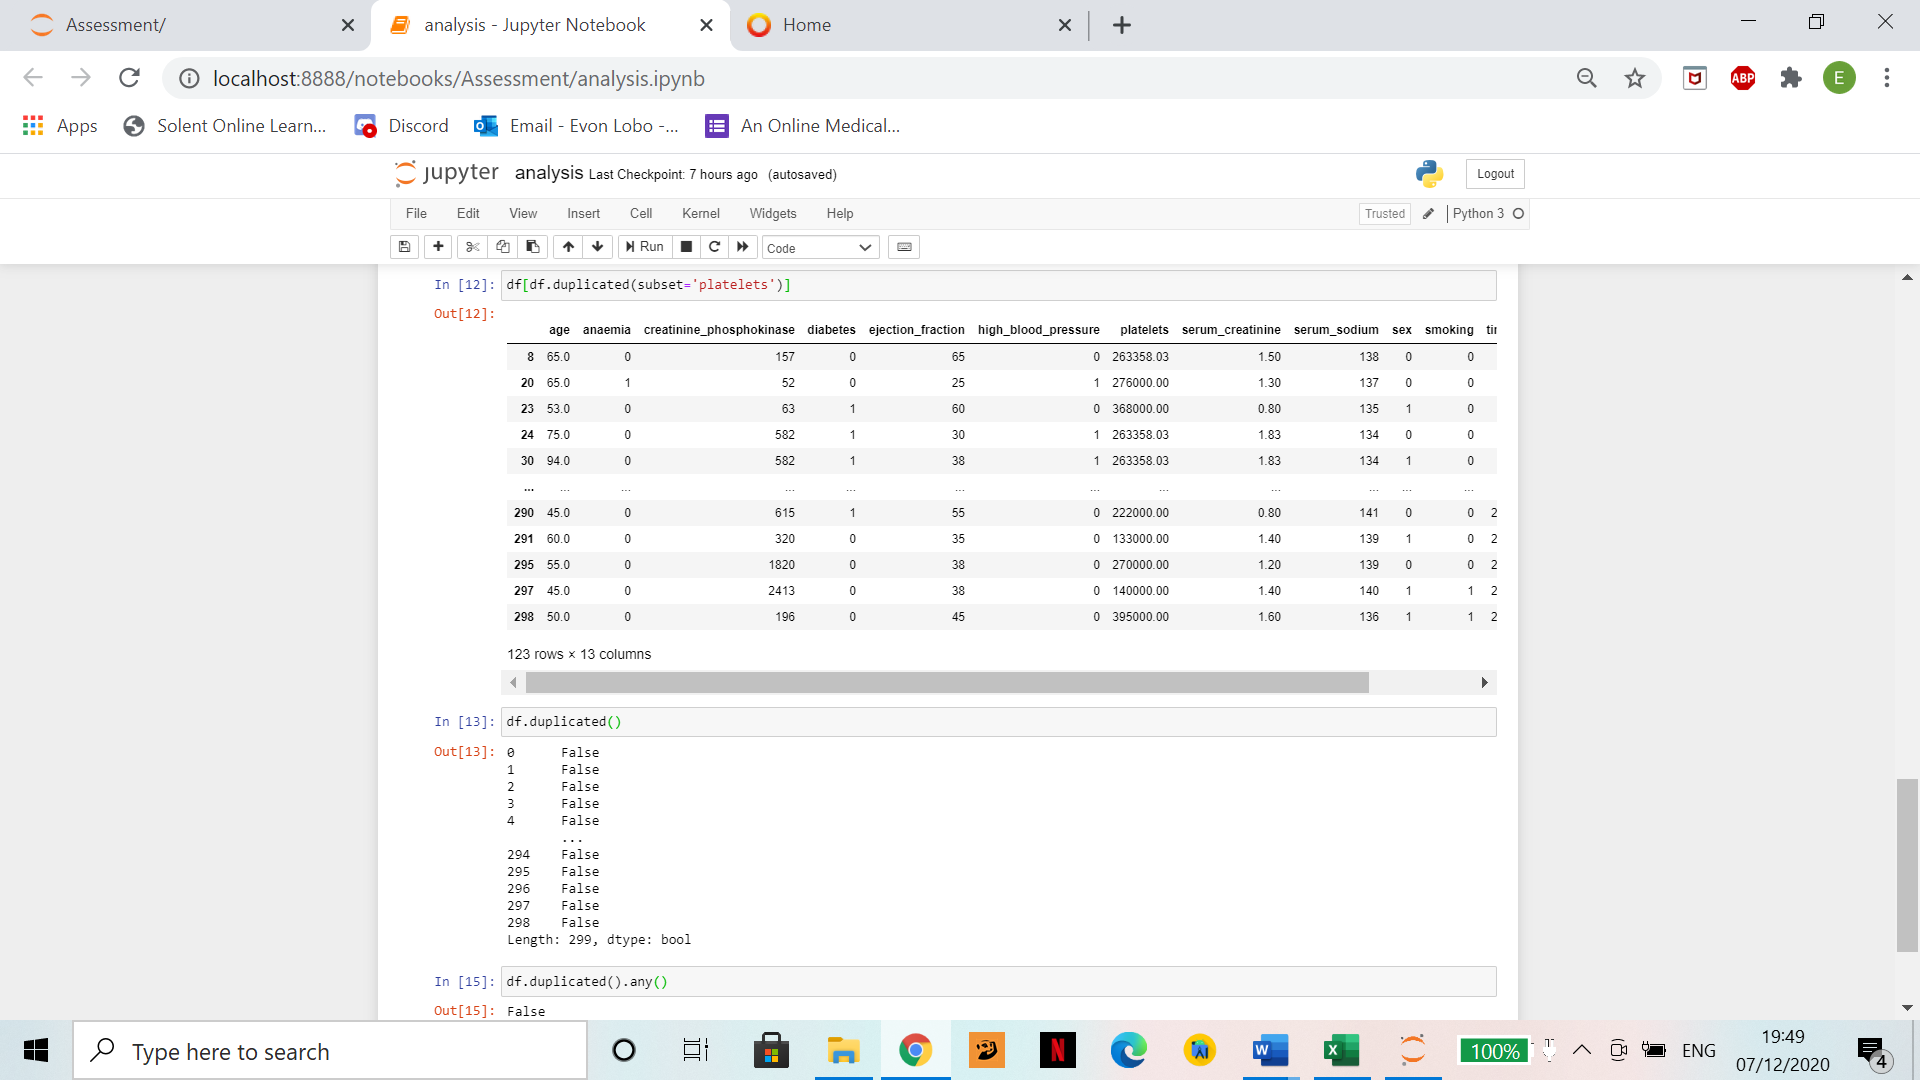 Assessment/
analysis - Jupyter Notebook
Home
localhost:8888/notebooks/Assessment/analysis.ipynb
ABP
E
Apps
Solent Online Learn...
Discord
Email - Evon Lobo -...
An Online Medical...
jupyter analysis Last Checkpoint: 7 hours ago (autosaved)
Logout
File Edit View Insert Cell Kernel Widgets Help
Trusted
Python 3
Run
Code
In [12]: df[df.duplicated(subset='platelets')]
Out[12]:
age anaemia creatinine_phosphokinase diabetes ejection_fraction high_blood_pressure platelets serum_creatinine serum_sodium sex smoking tir
8 65.0 0 157 0 65 0 263358.03 1.50 138 0 0
20 65.0 1 52 0 25 1 276000.00 1.30 137 0 0
23 53.0 0 63 1 60 0 368000.00 0.80 135 1 0
24 75.0 0 582 1 30 1 263358.03 1.83 134 0 0
30 94.0 0 582 1 38 1 263358.03 1.83 134 1 0
... ... ... ... ... ... ... ... ... ... ... ...
290 45.0 0 615 1 55 0 222000.00 0.80 141 0 0 2
291 60.0 0 320 0 35 0 133000.00 1.40 139 1 0 2
295 55.0 0 1820 0 38 0 270000.00 1.20 139 0 0 2
297 45.0 0 2413 0 38 0 140000.00 1.40 140 1 1 2
298 50.0 0 196 0 45 0 395000.00 1.60 136 1 1 2
123 rows × 13 columns
In [13]: df.duplicated()
Out[13]: 0 False
1 False
2 False
3 False
4 False
...
294 False
295 False
296 False
297 False
298 False
Length: 299, dtype: bool
In [15]: df.duplicated().any()
Out[15]: False
Type here to search
N
W
X
100%
ENG
19:49
07/12/2020
4